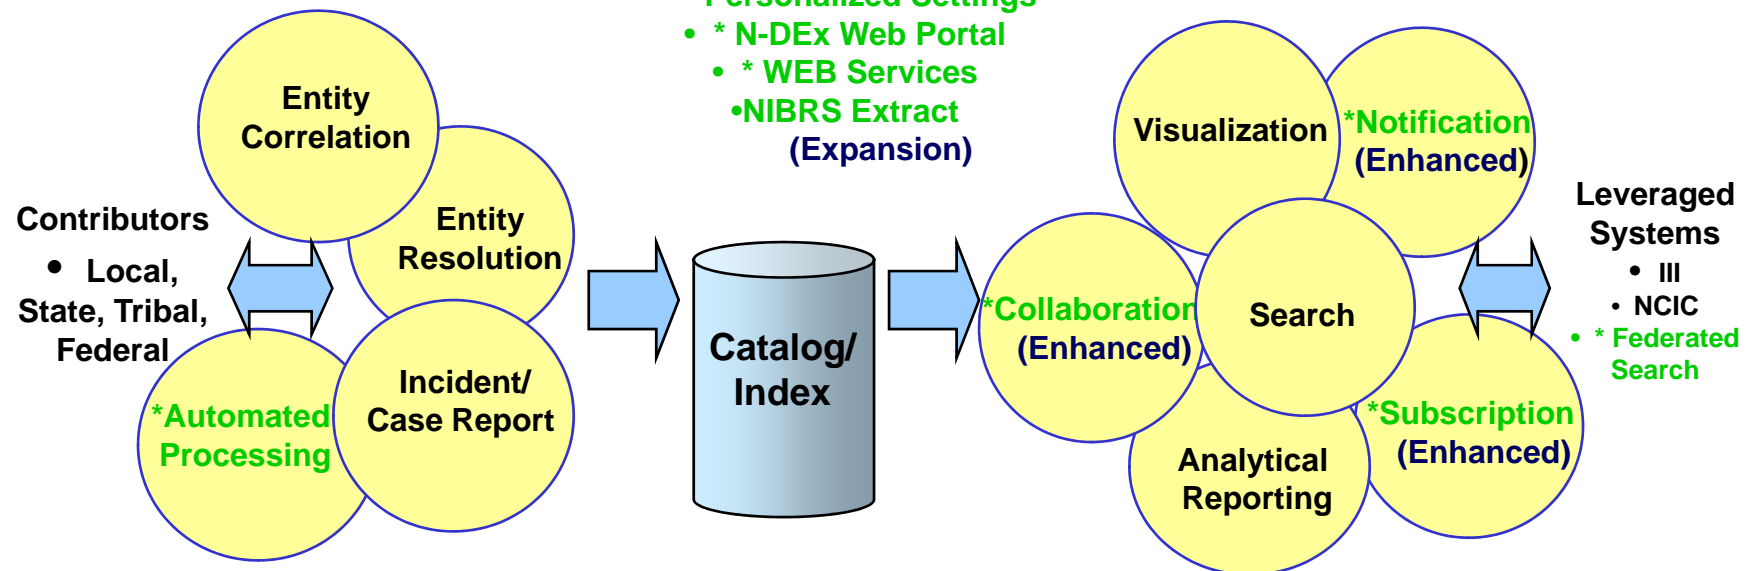 Personalized Settings
• * N-DEx Web Portal
• * WEB Services
•NIBRS Extract
(Expansion)
Entity
Correlation
Entity
Resolution
Contributors
• Local,
State, Tribal,
Federal
*Automated
Processing
Incident/
Case Report
Catalog/
Index
Visualization
*Notification
(Enhanced)
*Collaboration
(Enhanced)
Search
Analytical
Reporting
*Subscription
(Enhanced)
Leveraged
Systems
• III
• NCIC
• * Federated
Search